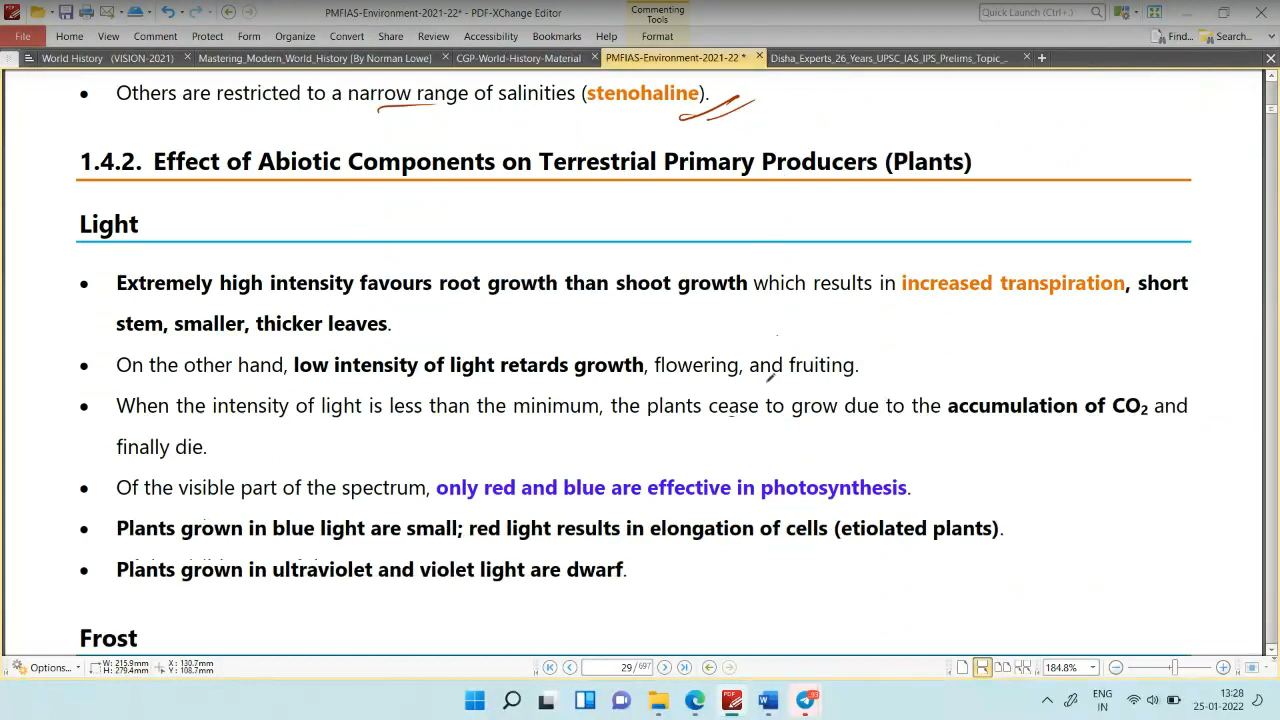 PMFIAS-Environment-2021-22* - PDF-XChange Editor
Commenting Tools
Quick Launch (Ctrl+.)
File Home View Comment Protect Form Organize Convert Share Review Accessibility Bookmarks Help Format Find... Search...
World History (VISION-2021) Mastering_Modern_World_History [By Norman Lowe] CGP-World-History-Material PMFIAS-Environment-2021-22 * Disha_Experts_26_Years_UPSC_IAS_IPS_Prelims_Topic_...
• Others are restricted to a narrow range of salinities (stenohaline).
1.4.2. Effect of Abiotic Components on Terrestrial Primary Producers (Plants)
Light
• Extremely high intensity favours root growth than shoot growth which results in increased transpiration, short
stem, smaller, thicker leaves.
• On the other hand, low intensity of light retards growth, flowering, and fruiting.
• When the intensity of light is less than the minimum, the plants cease to grow due to the accumulation of CO₂ and
finally die.
• Of the visible part of the spectrum, only red and blue are effective in photosynthesis.
• Plants grown in blue light are small; red light results in elongation of cells (etiolated plants).
• Plants grown in ultraviolet and violet light are dwarf.
Frost
Options... W: 215.9mm H: 279.4mm X: 130.7mm Y: 108.7mm 29 / 697 184.8%
93 ENG IN 13:28 25-01-2022